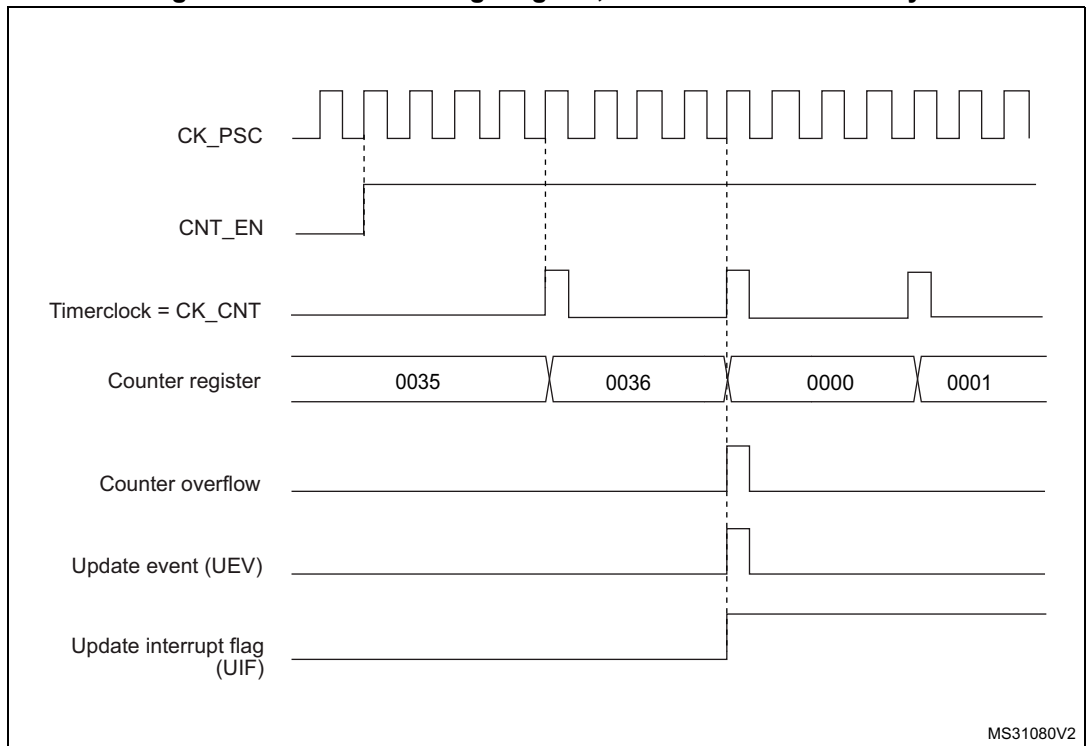 CK_PSC
CNT_EN
Timerclock = CK_CNT
Counter register
0035 0036 0000 0001
Counter overflow
Update event (UEV)
Update interrupt flag
(UIF)
MS31080V2